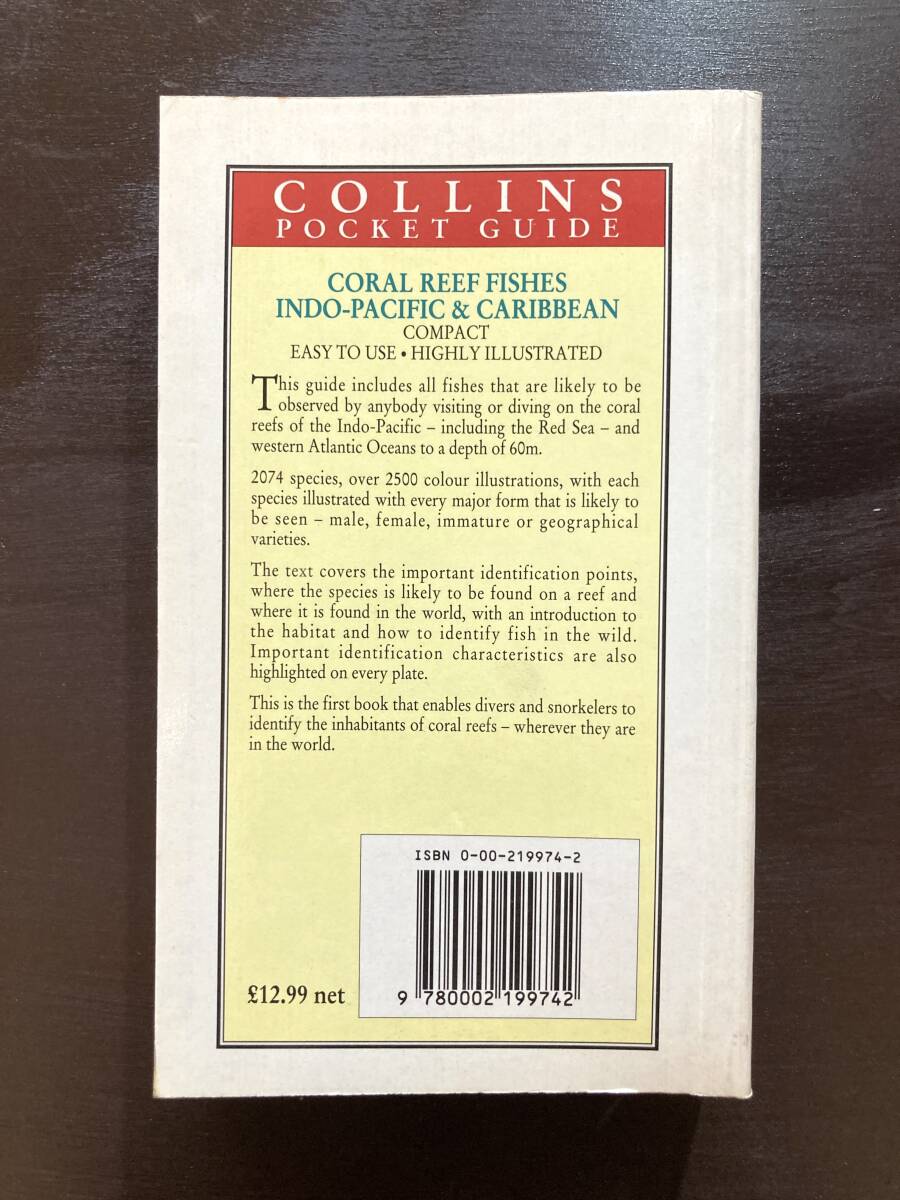 COLLINS
POCKET GUIDE
CORAL REEF FISHES
INDO-PACIFIC & CARIBBEAN
COMPACT
EASY TO USE • HIGHLY ILLUSTRATED
This guide includes all fishes that are likely to be
observed by anybody visiting or diving on the coral
reefs of the Indo-Pacific – including the Red Sea – and
western Atlantic Oceans to a depth of 60m.
2074 species, over 2500 colour illustrations, with each
species illustrated with every major form that is likely to
be seen – male, female, immature or geographical
varieties.
The text covers the important identification points,
where the species is likely to be found on a reef and
where it is found in the world, with an introduction to
the habitat and how to identify fish in the wild.
Important identification characteristics are also
highlighted on every plate.
This is the first book that enables divers and snorkelers to
identify the inhabitants of coral reefs – wherever they are
in the world.
ISBN 0-00-219974-2
£12.99 net
9 780002 199742